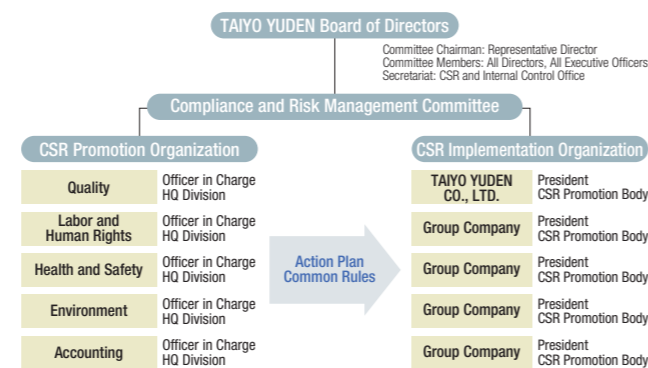 TAIYO YUDEN Board of Directors
Committee Chairman: Representative Director
Committee Members: All Directors, All Executive Officers
Secretariat: CSR and Internal Control Office
Compliance and Risk Management Committee
CSR Promotion Organization
Quality
Officer in Charge
HQ Division
Labor and
Human Rights
Officer in Charge
HQ Division
Health and Safety
Officer in Charge
HQ Division
Environment
Officer in Charge
HQ Division
Accounting
Officer in Charge
HQ Division
Action Plan
Common Rules
CSR Implementation Organization
TAIYO YUDEN
CO., LTD.
President
CSR Promotion Body
Group Company
President
CSR Promotion Body
Group Company
President
CSR Promotion Body
Group Company
President
CSR Promotion Body
Group Company
President
CSR Promotion Body